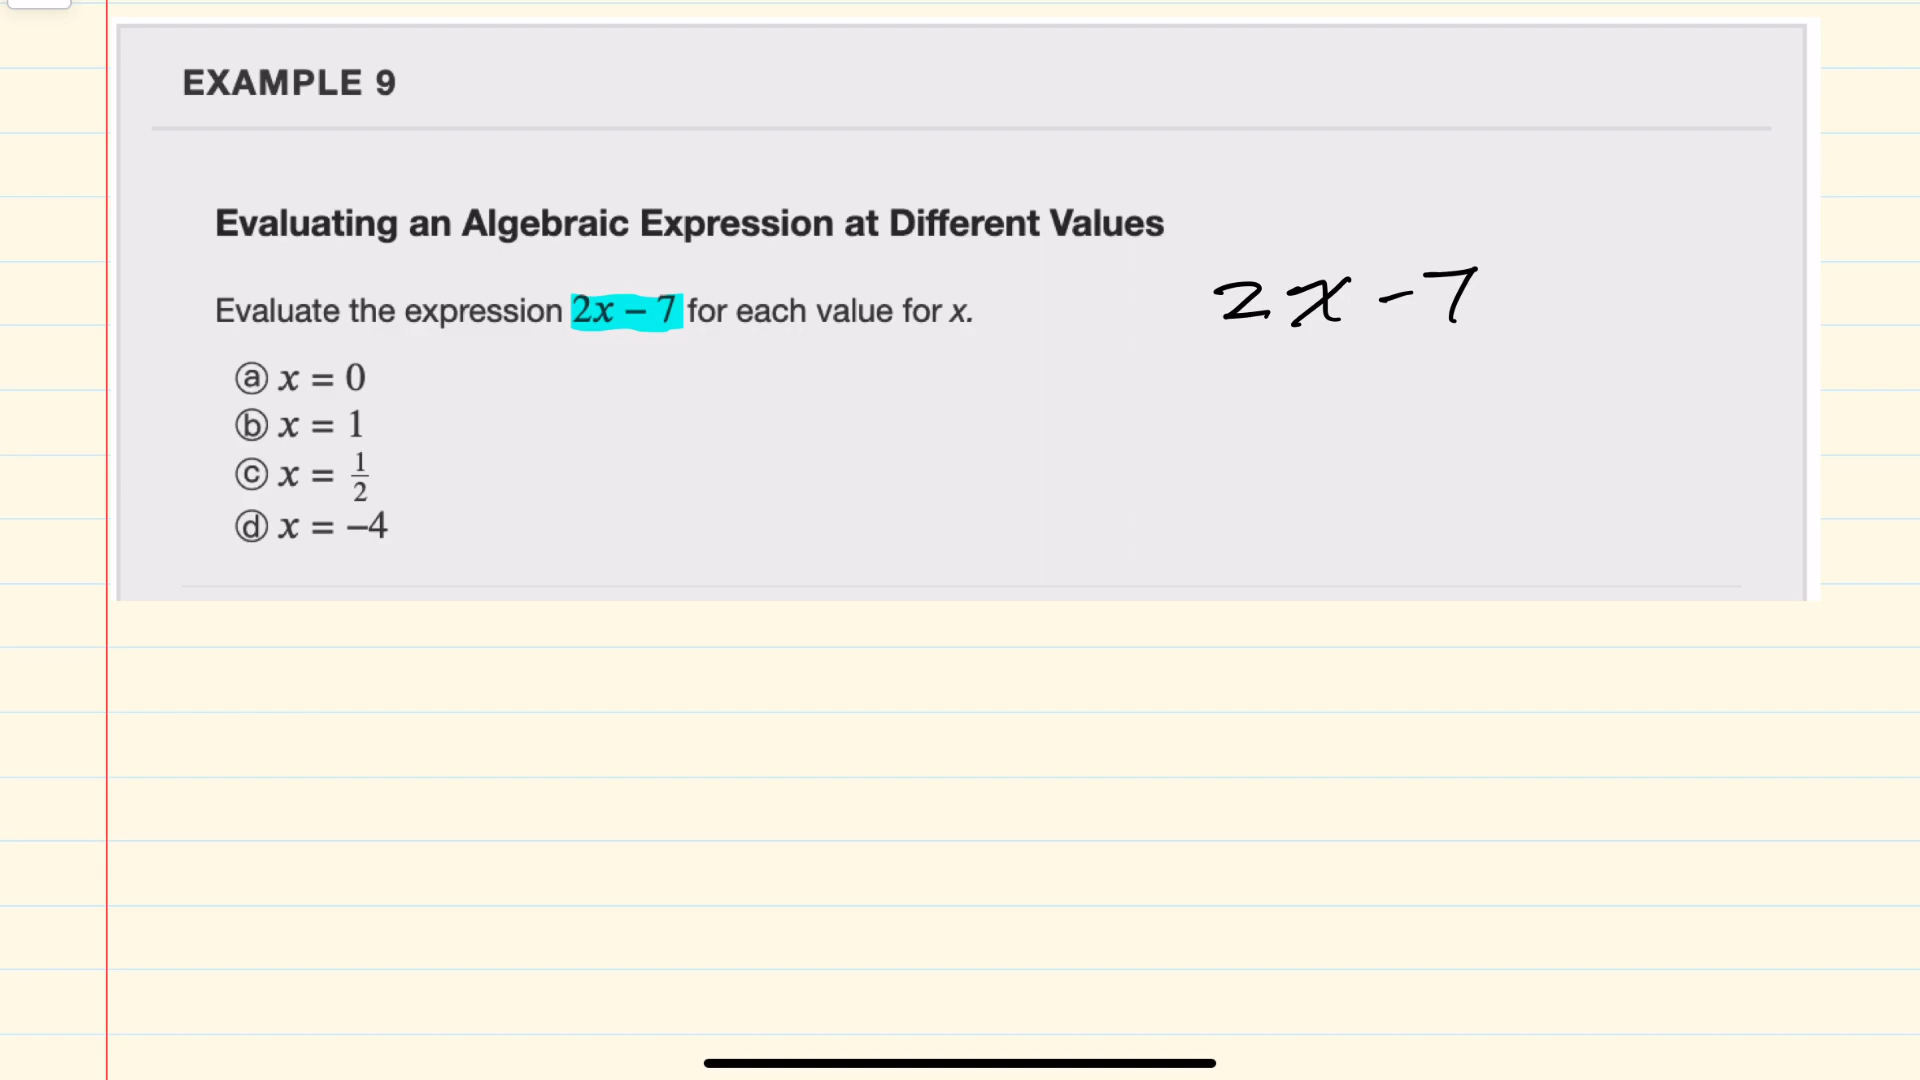 EXAMPLE 9
Evaluating an Algebraic Expression at Different Values
Evaluate the expression 2x − 7 for each value for x.
2x - 7
ⓐ x = 0
ⓑ x = 1
ⓒ x = 1/2
ⓓ x = −4